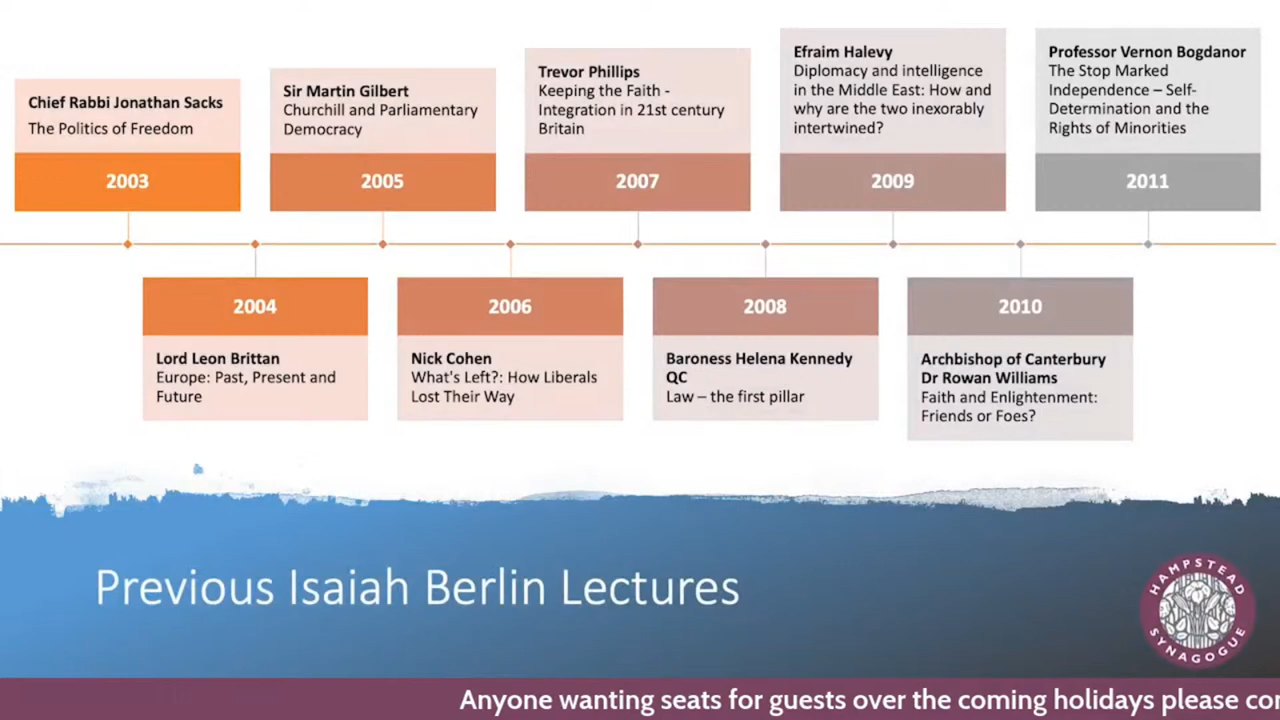 Chief Rabbi Jonathan Sacks
The Politics of Freedom
2003
Sir Martin Gilbert
Churchill and Parliamentary
Democracy
2005
Trevor Phillips
Keeping the Faith -
Integration in 21st century
Britain
2007
Efraim Halevy
Diplomacy and intelligence
in the Middle East: How and
why are the two inexorably
intertwined?
2009
Professor Vernon Bogdanor
The Stop Marked
Independence – Self-
Determination and the
Rights of Minorities
2011
2004
Lord Leon Brittan
Europe: Past, Present and
Future
2006
Nick Cohen
What's Left?: How Liberals
Lost Their Way
2008
Baroness Helena Kennedy
QC
Law – the first pillar
2010
Archbishop of Canterbury
Dr Rowan Williams
Faith and Enlightenment:
Friends or Foes?
Previous Isaiah Berlin Lectures
HAMPSTEAD
SYNAGOGUE
Anyone wanting seats for guests over the coming holidays please